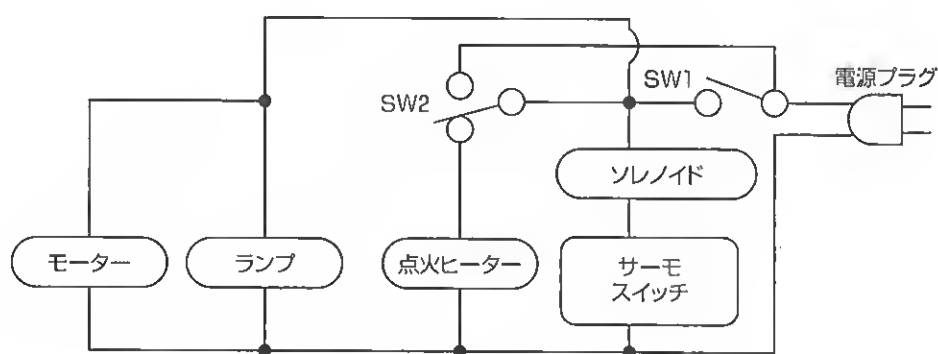 電源プラグ
SW1
SW2
ソレノイド
モーター
ランプ
点火ヒーター
サーモ
スイッチ